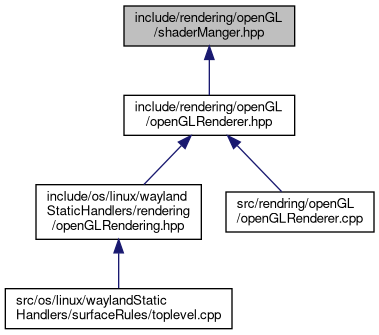 include/rendering/openGL
/shaderManger.hpp
include/rendering/openGL
/openGLRenderer.hpp
include/os/linux/wayland
StaticHandlers/rendering
/openGLRendering.hpp
src/rendring/openGL
/openGLRenderer.cpp
src/os/linux/waylandStatic
Handlers/surfaceRules/toplevel.cpp